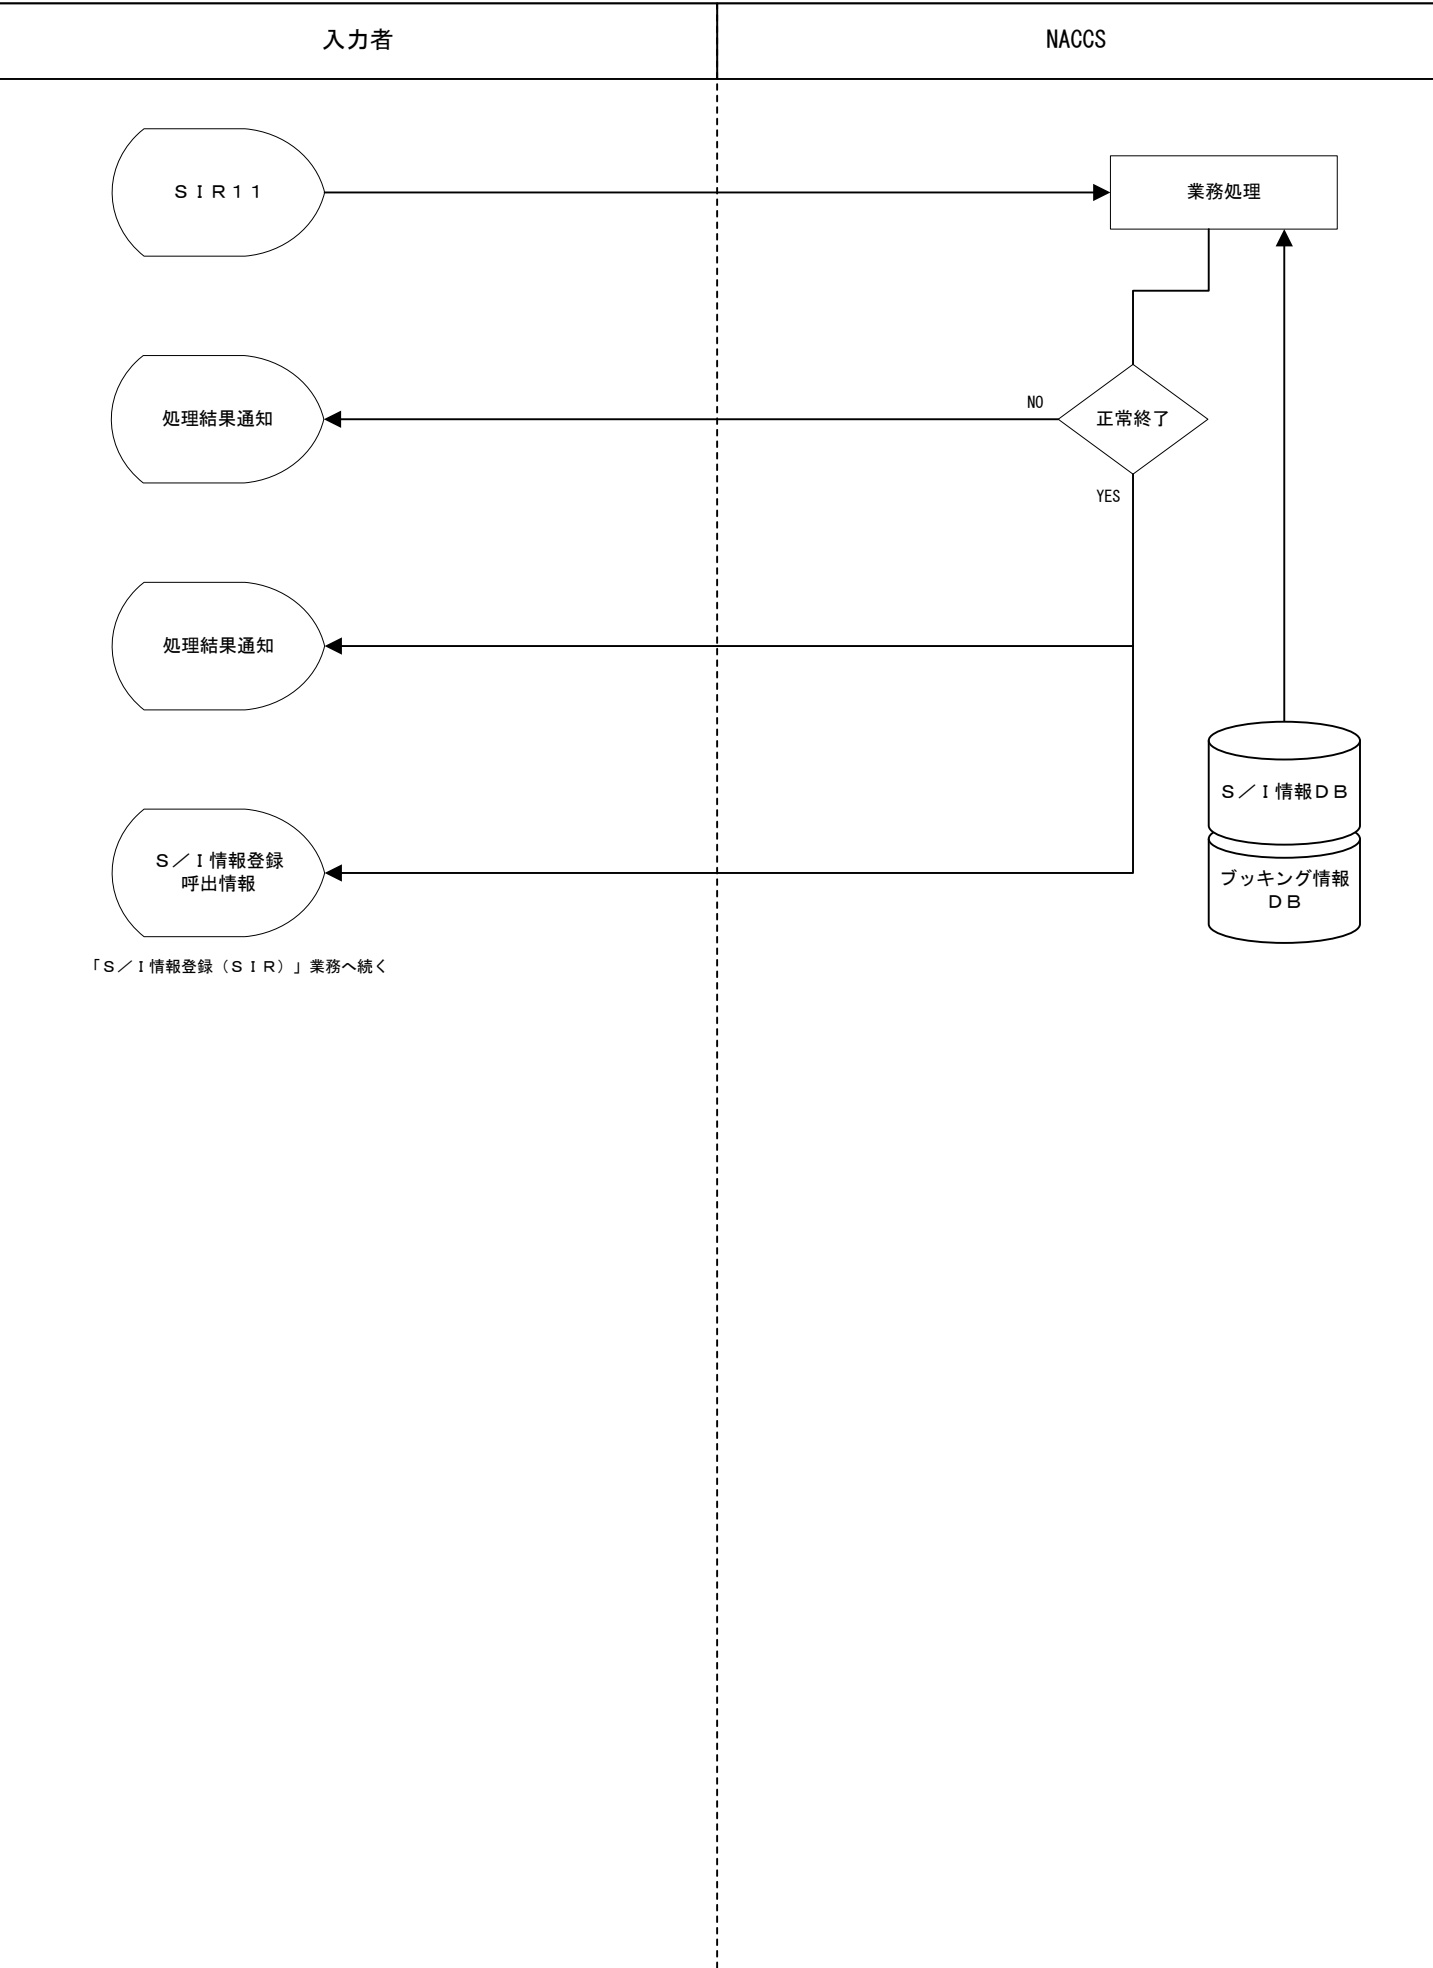 入力者
NACCS
ＳＩＲ１１
業務処理
処理結果通知
NO
正常終了
YES
処理結果通知
Ｓ／Ｉ情報ＤＢ
Ｓ／Ｉ情報登録
呼出情報
ブッキング情報
ＤＢ
「Ｓ／Ｉ情報登録（ＳＩＲ）」業務へ続く